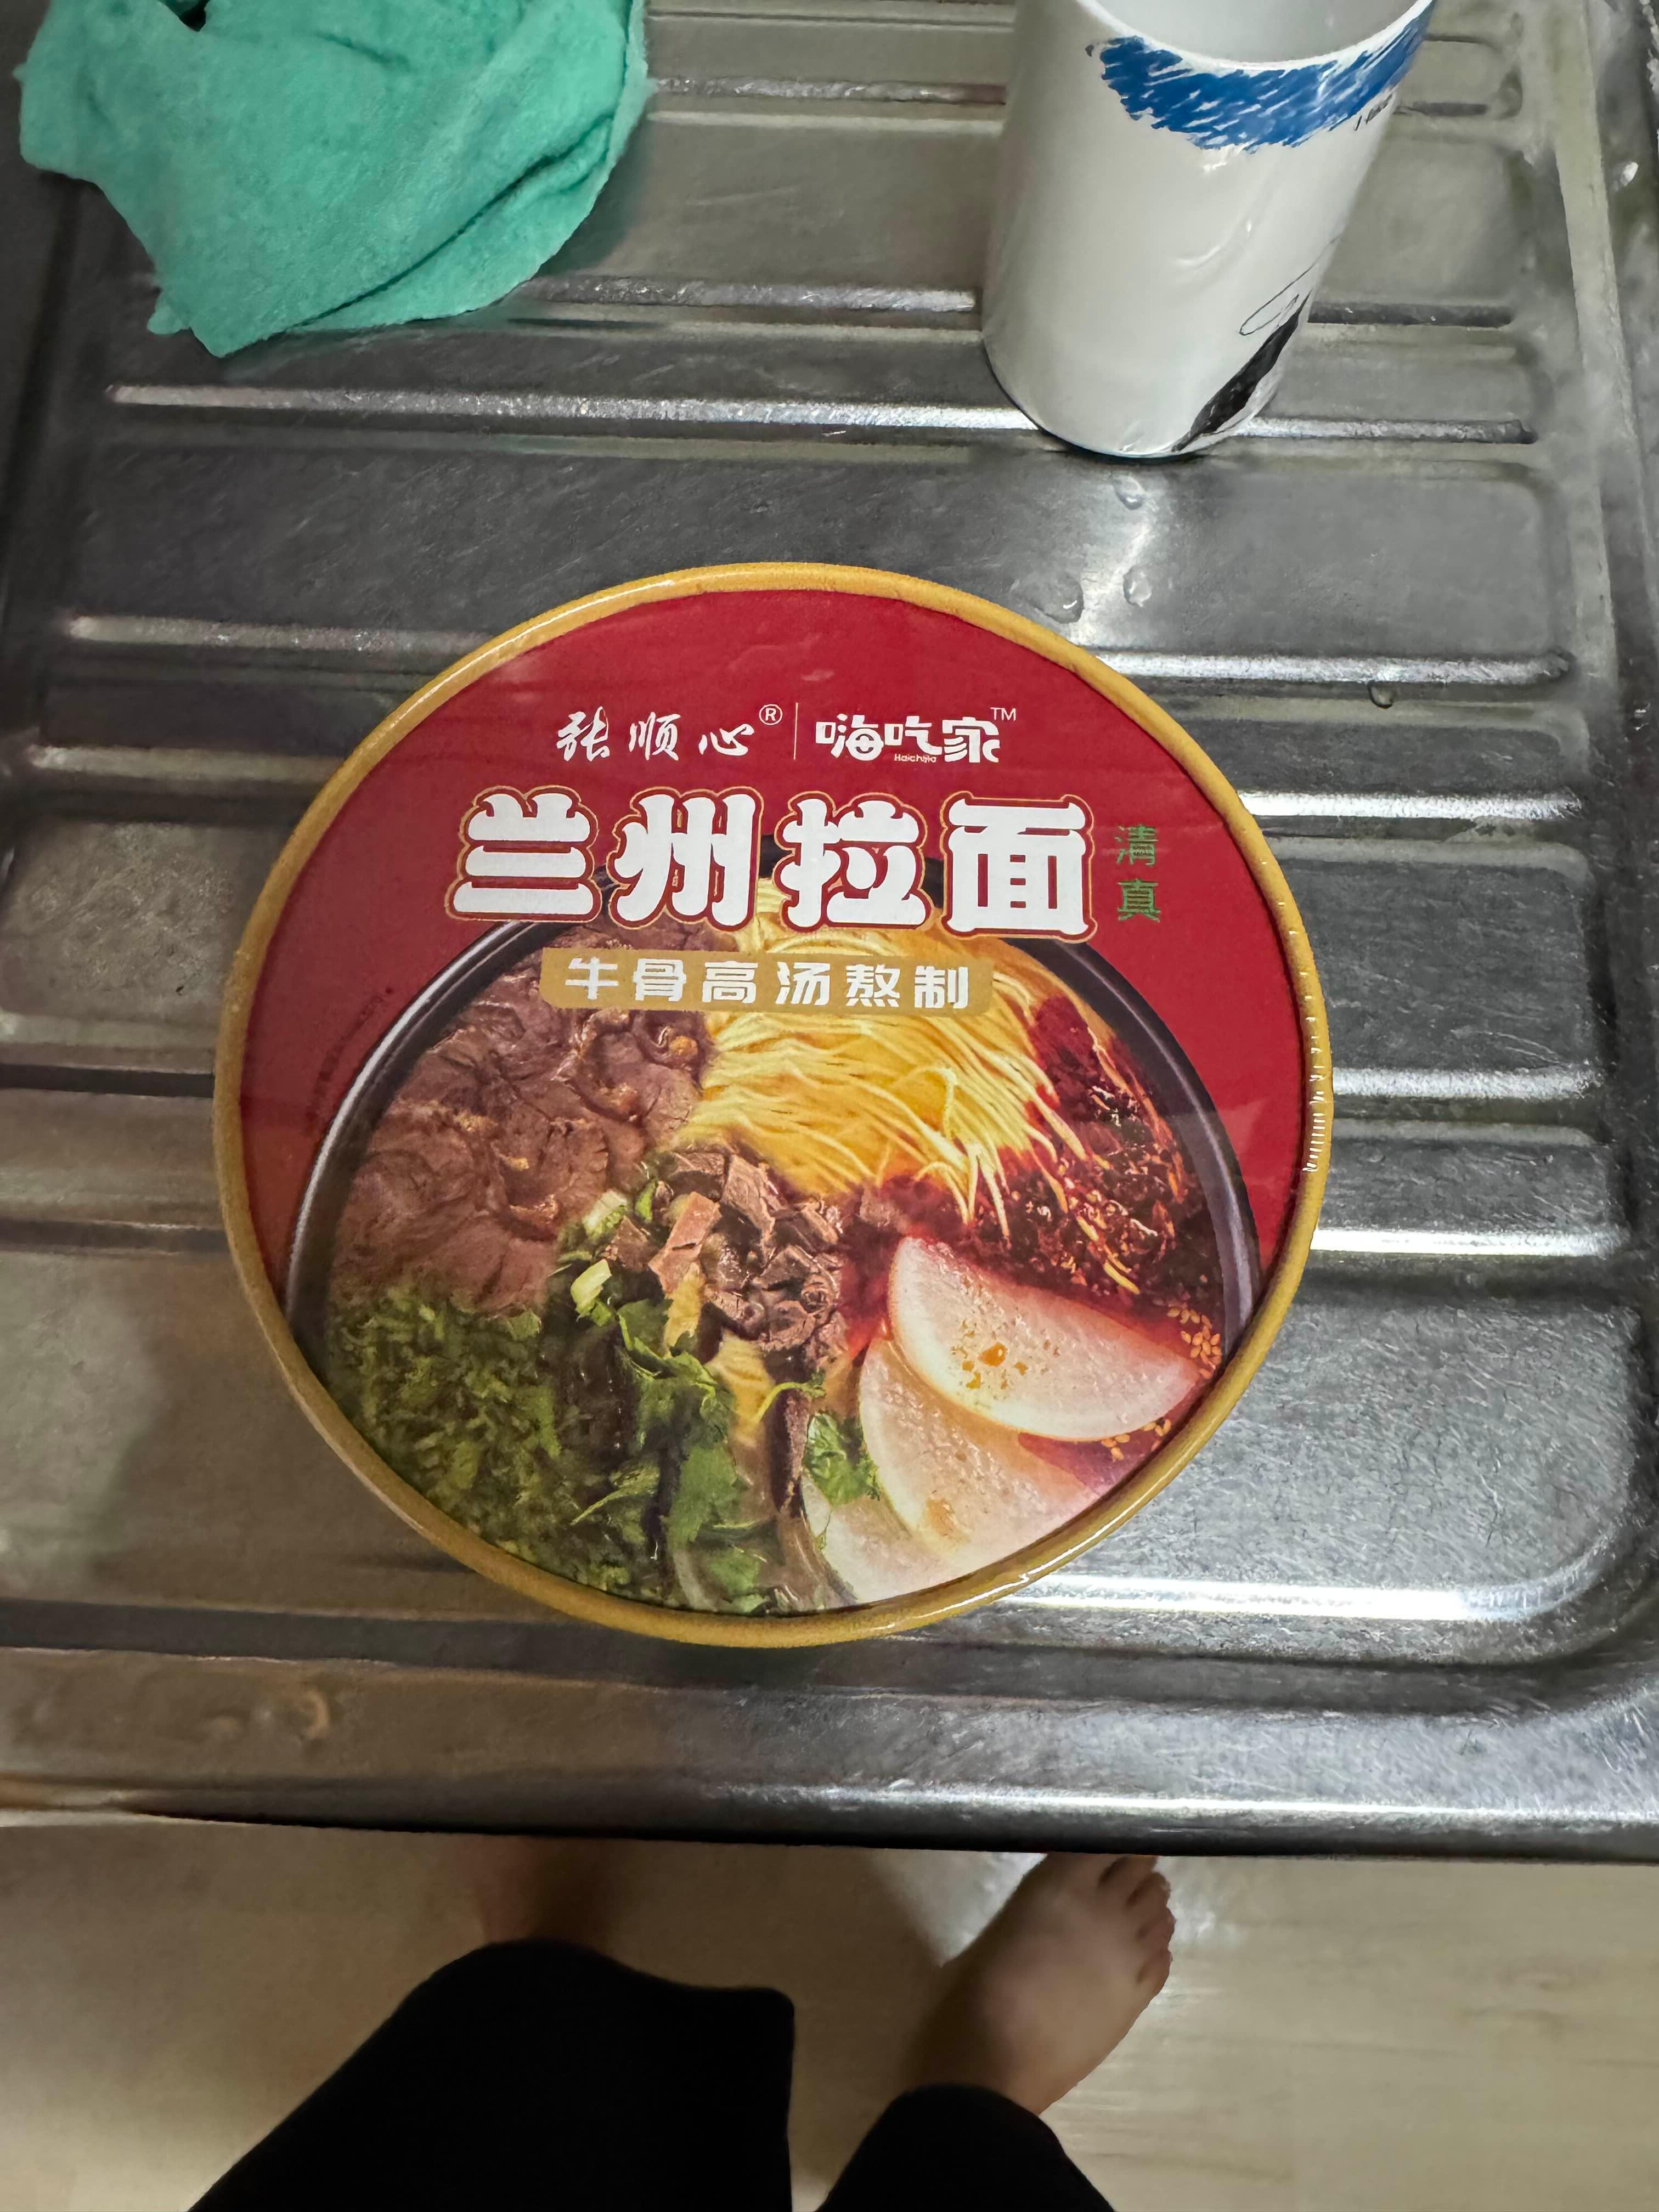 张顺心® 嗨吃家™
Haichijia
兰州拉面
清真
牛骨高汤熬制